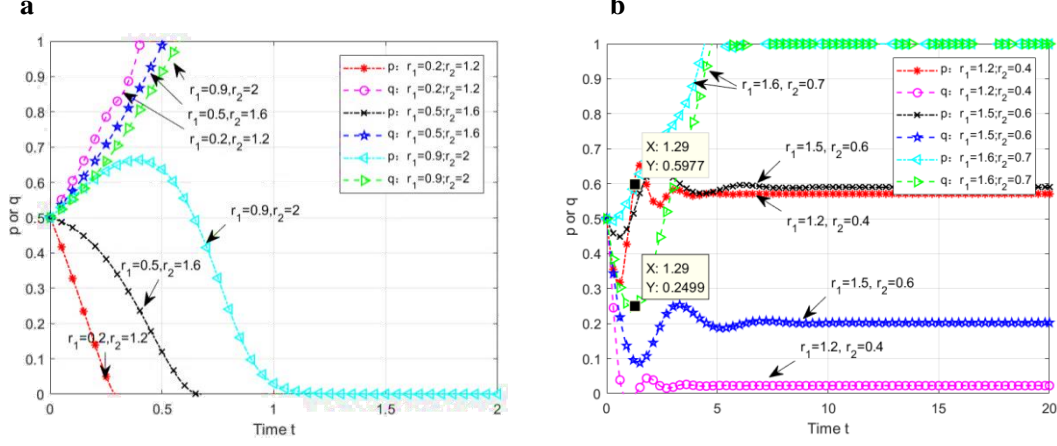 a
b
1
0.9
0.8
0.7
0.6
0.5
0.4
0.3
0.2
0.1
0
p or q
0
0.5
1
1.5
2
Time t
p: r1=0.2;r2=1.2
q: r1=0.2;r2=1.2
p: r1=0.5;r2=1.6
q: r1=0.5;r2=1.6
p: r1=0.9;r2=2
q: r1=0.9;r2=2
r1=0.9,r2=2
r1=0.5,r2=1.6
r1=0.2,r2=1.2
r1=0.9,r2=2
r1=0.5,r2=1.6
r1=0.2,r2=1.2
1
0.9
0.8
0.7
0.6
0.5
0.4
0.3
0.2
0.1
0
p or q
0
5
10
15
20
Time t
p: r1=1.2;r2=0.4
q: r1=1.2;r2=0.4
p: r1=1.5;r2=0.6
q: r1=1.5;r2=0.6
p: r1=1.6;r2=0.7
q: r1=1.6;r2=0.7
r1=1.6, r2=0.7
X: 1.29
Y: 0.5977
r1=1.5, r2=0.6
r1=1.2, r2=0.4
X: 1.29
Y: 0.2499
r1=1.5, r2=0.6
r1=1.2, r2=0.4